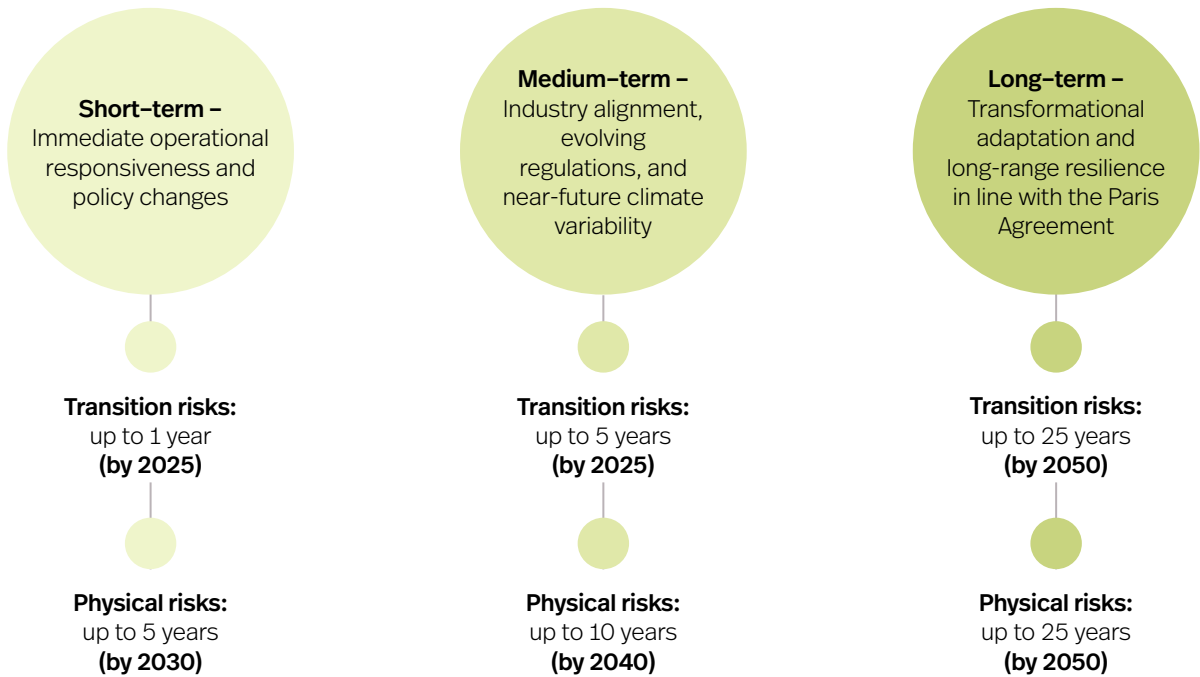 Short–term –
Immediate operational
responsiveness and
policy changes
Transition risks:
up to 1 year
(by 2025)
Physical risks:
up to 5 years
(by 2030)
Medium–term –
Industry alignment,
evolving
regulations, and
near-future climate
variability
Transition risks:
up to 5 years
(by 2025)
Physical risks:
up to 10 years
(by 2040)
Long–term –
Transformational
adaptation and
long-range resilience
in line with the Paris
Agreement
Transition risks:
up to 25 years
(by 2050)
Physical risks:
up to 25 years
(by 2050)